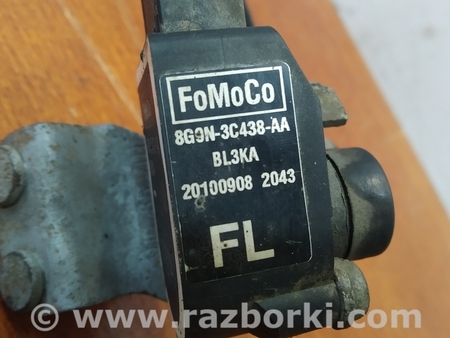 FoMoCo
8G9N-3C438-AA
BL3KA
20100908 2043
FL
www.razborki.com